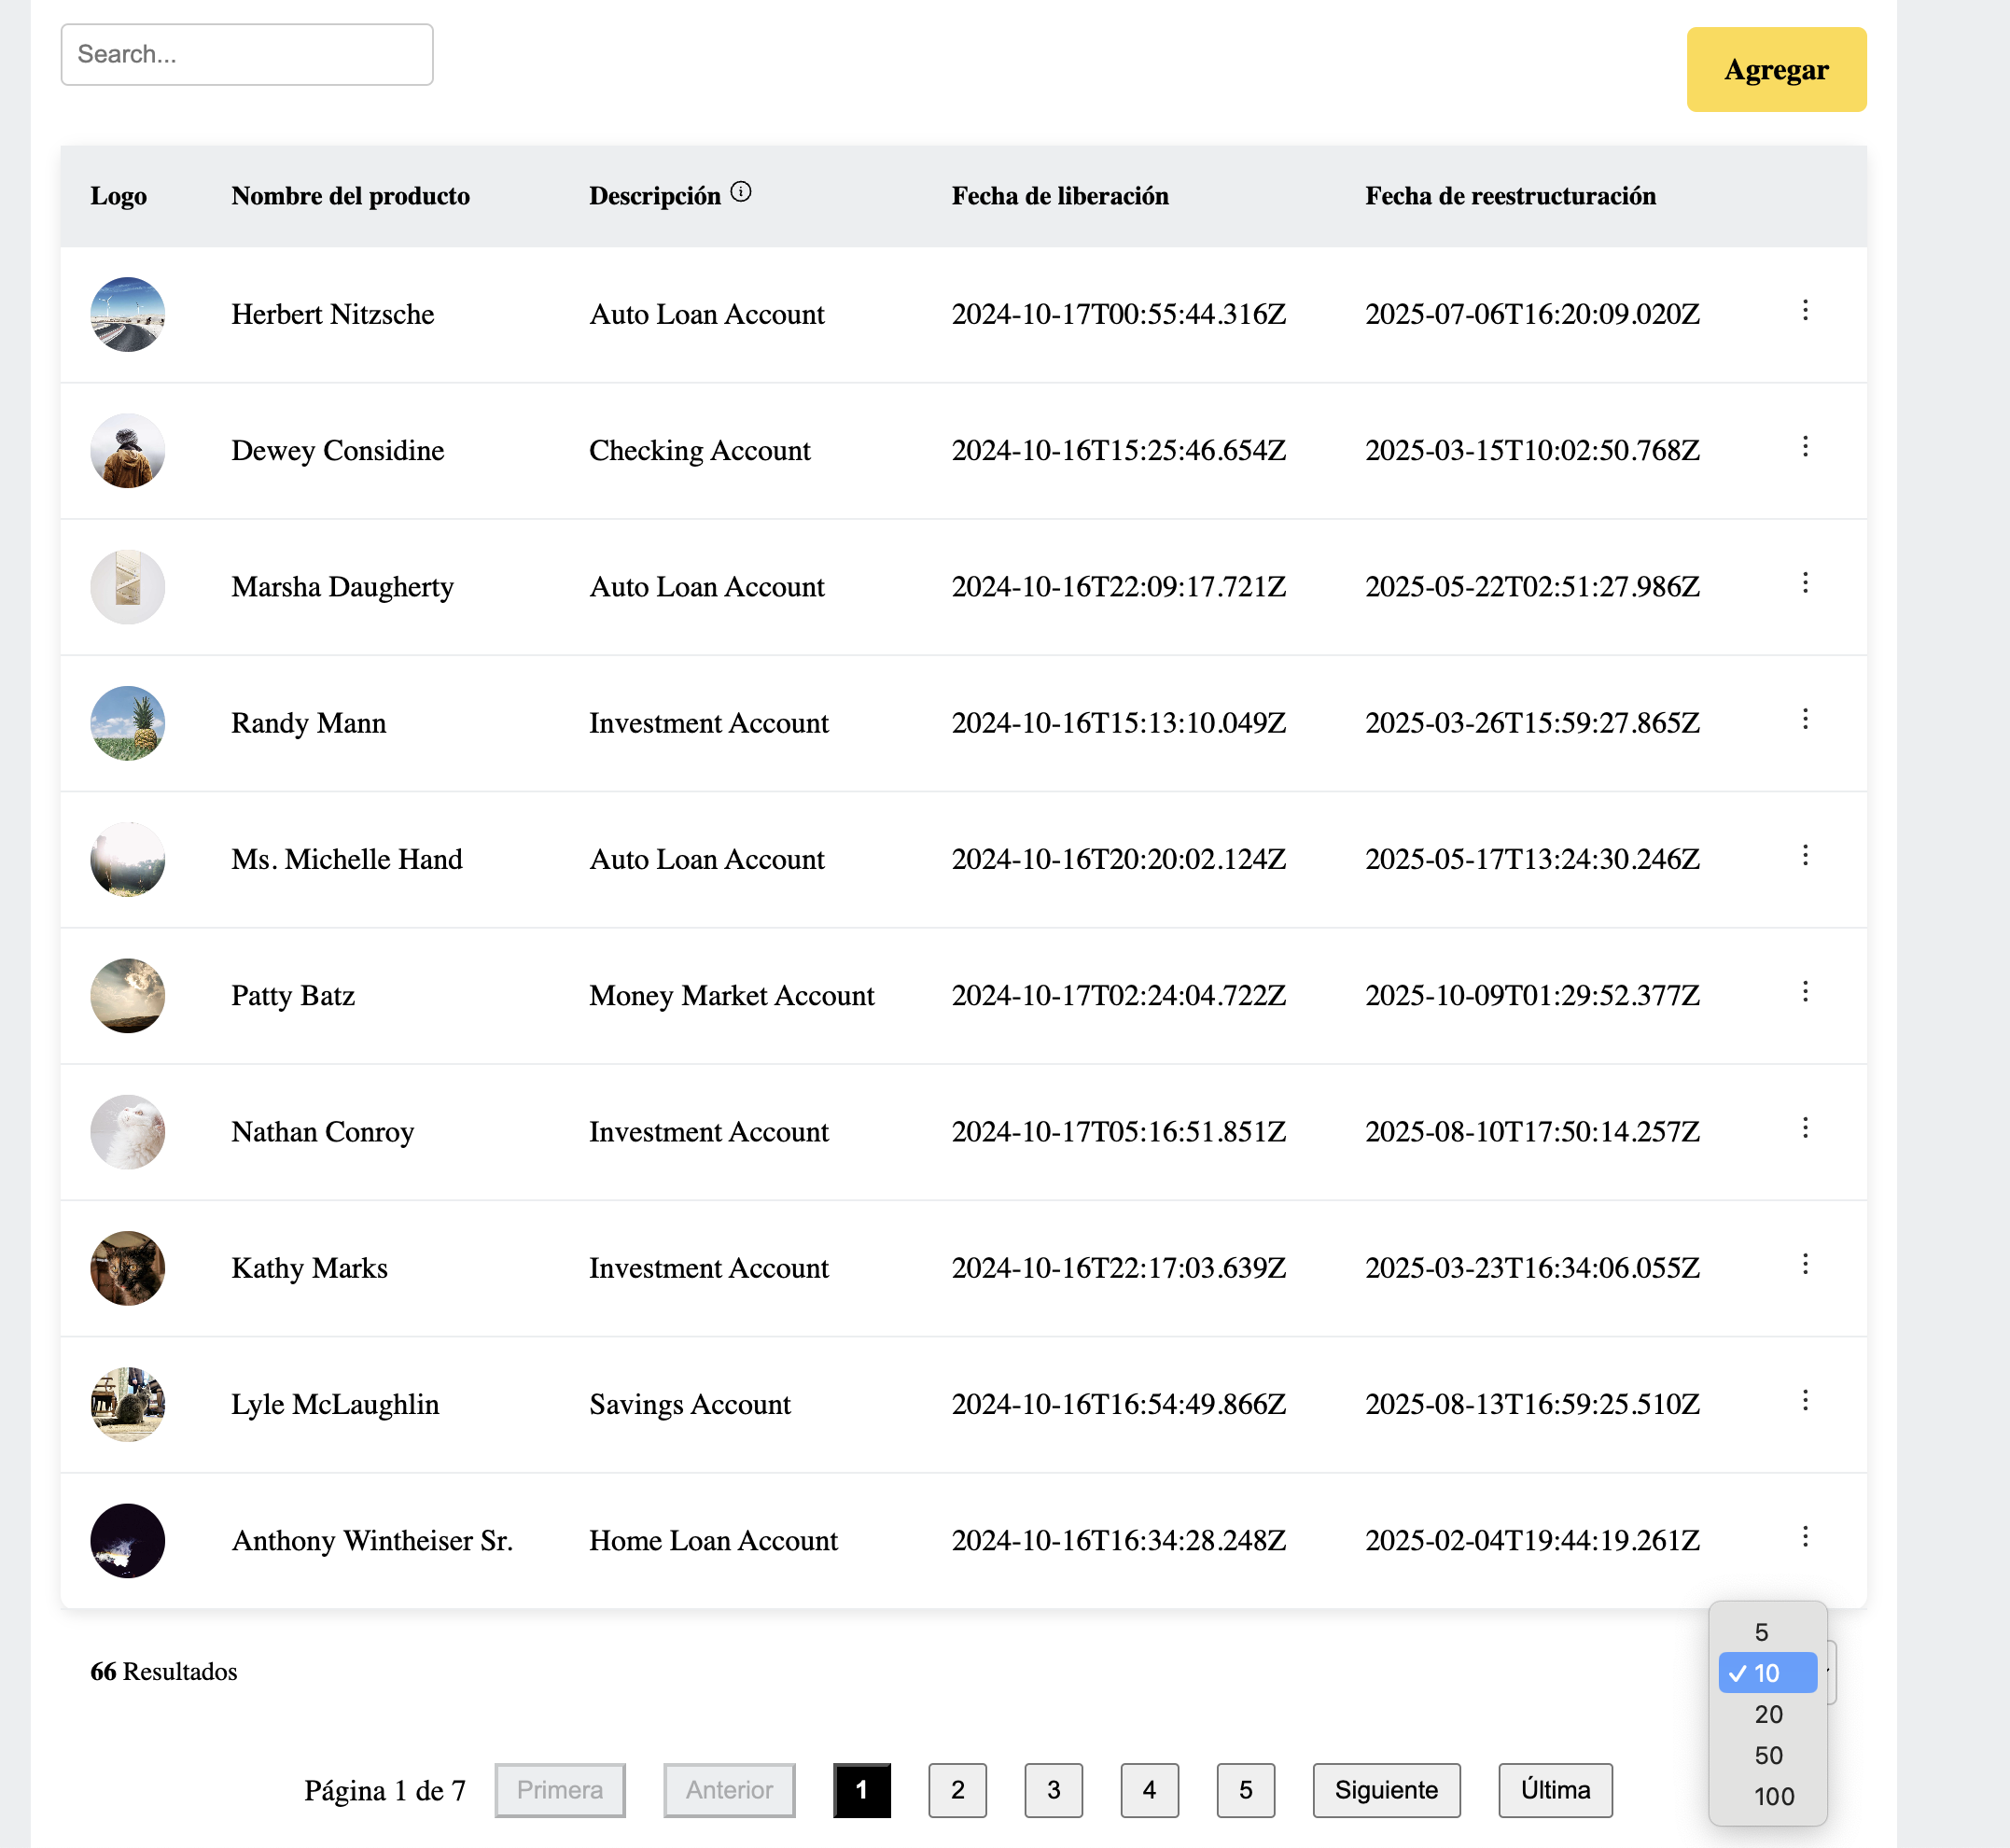 Search...
Agregar
Logo Nombre del producto Descripción Fecha de liberación Fecha de reestructuración
Herbert Nitzsche Auto Loan Account 2024-10-17T00:55:44.316Z 2025-07-06T16:20:09.020Z
Dewey Considine Checking Account 2024-10-16T15:25:46.654Z 2025-03-15T10:02:50.768Z
Marsha Daugherty Auto Loan Account 2024-10-16T22:09:17.721Z 2025-05-22T02:51:27.986Z
Randy Mann Investment Account 2024-10-16T15:13:10.049Z 2025-03-26T15:59:27.865Z
Ms. Michelle Hand Auto Loan Account 2024-10-16T20:20:02.124Z 2025-05-17T13:24:30.246Z
Patty Batz Money Market Account 2024-10-17T02:24:04.722Z 2025-10-09T01:29:52.377Z
Nathan Conroy Investment Account 2024-10-17T05:16:51.851Z 2025-08-10T17:50:14.257Z
Kathy Marks Investment Account 2024-10-16T22:17:03.639Z 2025-03-23T16:34:06.055Z
Lyle McLaughlin Savings Account 2024-10-16T16:54:49.866Z 2025-08-13T16:59:25.510Z
Anthony Wintheiser Sr. Home Loan Account 2024-10-16T16:34:28.248Z 2025-02-04T19:44:19.261Z
66 Resultados
5
10
20
50
100
Página 1 de 7 Primera Anterior 1 2 3 4 5 Siguiente Última